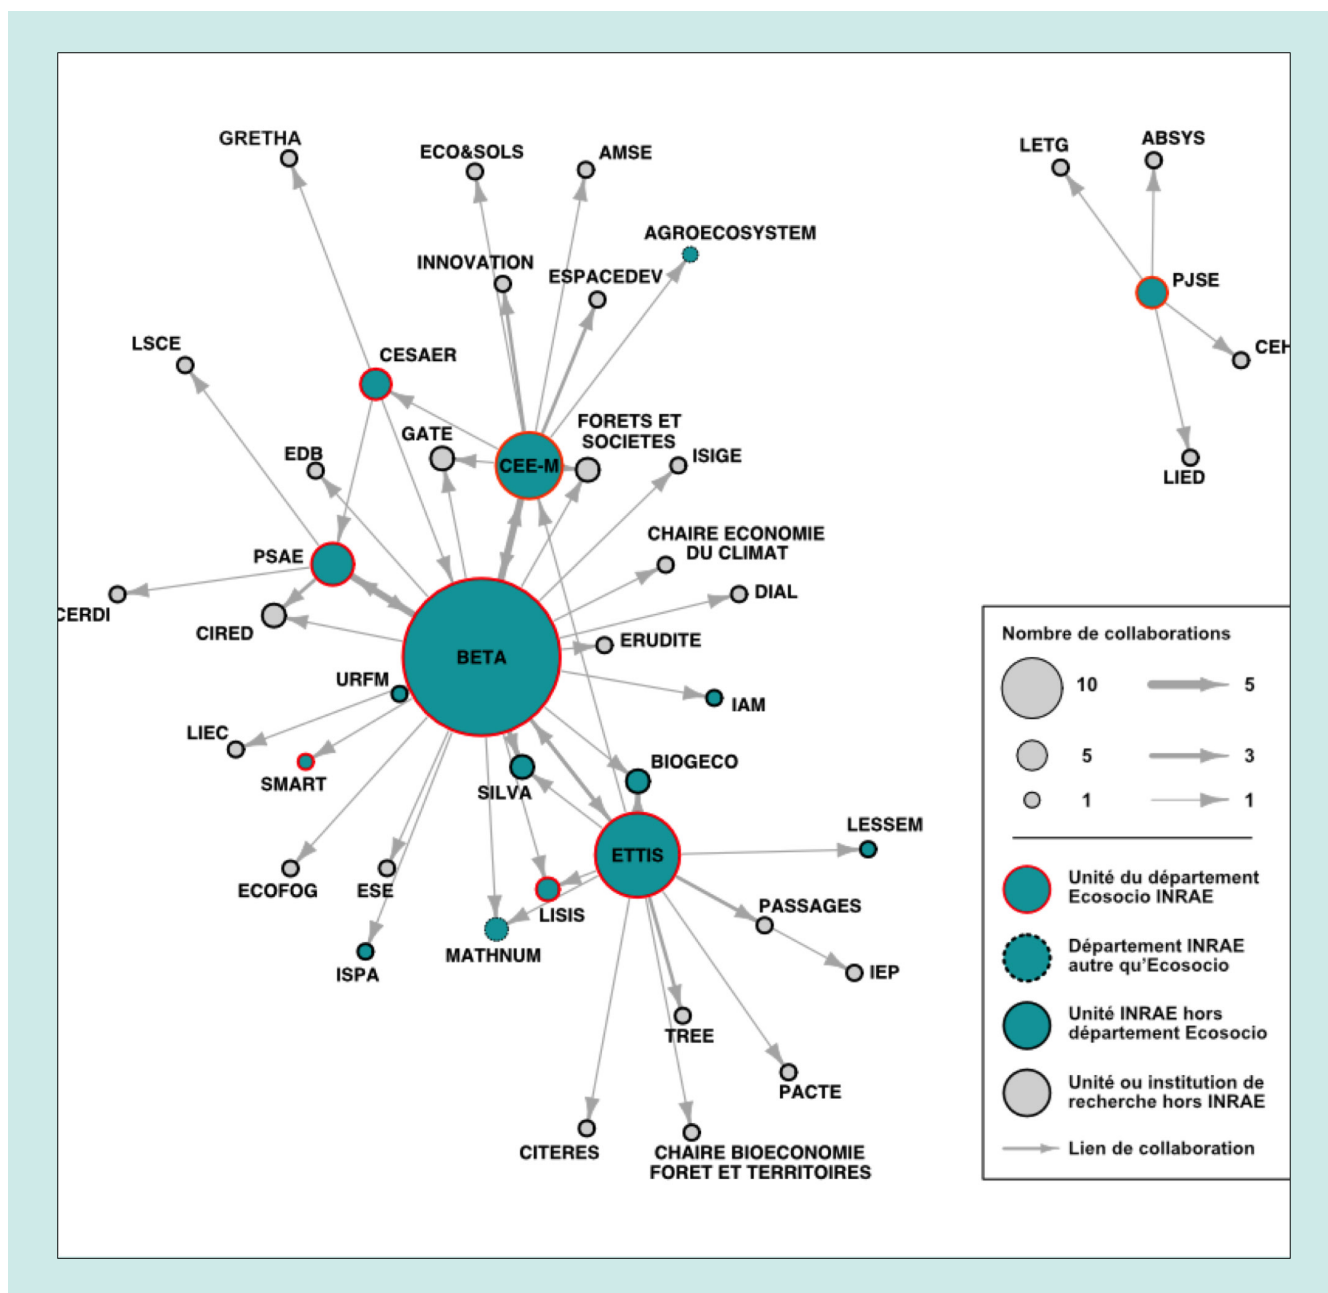 GRETHA
ECO&SOLS
AMSE
LETG
ABSYS
AGROECOSYSTEM
INNOVATION
ESPACEDEV
PJSE
LSCE
CESAER
CEH
FORETS ET
SOCIETES
GATE
EDB
CEE-M
ISIGE
LIED
CHAIRE ECONOMIE
DU CLIMAT
PSAE
DIAL
CERDI
CIRED
ERUDITE
BETA
URFM
IAM
LIEC
SMART
SILVA
BIOGECO
LESSEM
ETTIS
ECOFOG
ESE
LISIS
PASSAGES
MATHNUM
ISPA
IEP
TREE
PACTE
CITERES
CHAIRE BIOECONOMIE
FORET ET TERRITOIRES
Nombre de collaborations
10 5
5 3
1 1
Unité du département
Ecosocio INRAE
Département INRAE
autre qu'Ecosocio
Unité INRAE hors
département Ecosocio
Unité ou institution de
recherche hors INRAE
Lien de collaboration